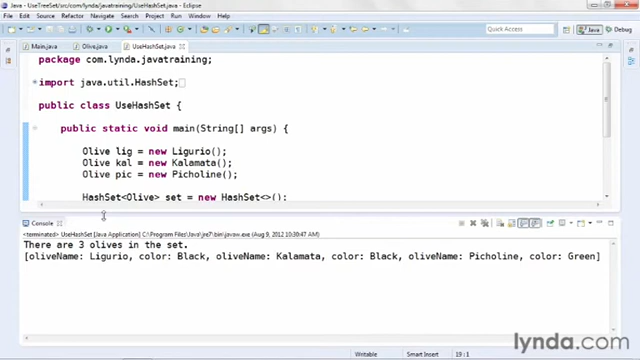 Java - UseTreeSet/src/com/lynda/javatraining/UseHashSet.java - Eclipse
File Edit Source Refactor Navigate Search Project Run Window Help
Quick Access
Java
Debug
Main.java
Olive.java
UseHashSet.java
package com.lynda.javatraining;
import java.util.HashSet;
public class UseHashSet {
public static void main(String[] args) {
Olive lig = new Ligurio();
Olive kal = new Kalamata();
Olive pic = new Picholine();
HashSet<Olive> set = new HashSet<>();
Console
<terminated> UseHashSet [Java Application] C:\Program Files\Java\jre7\bin\javaw.exe (Aug 9, 2012 10:30:47 AM)
There are 3 olives in the set.
[oliveName: Ligurio, color: Black, oliveName: Kalamata, color: Black, oliveName: Picholine, color: Green]
lynda.com
Writable
Smart Insert
19 : 1